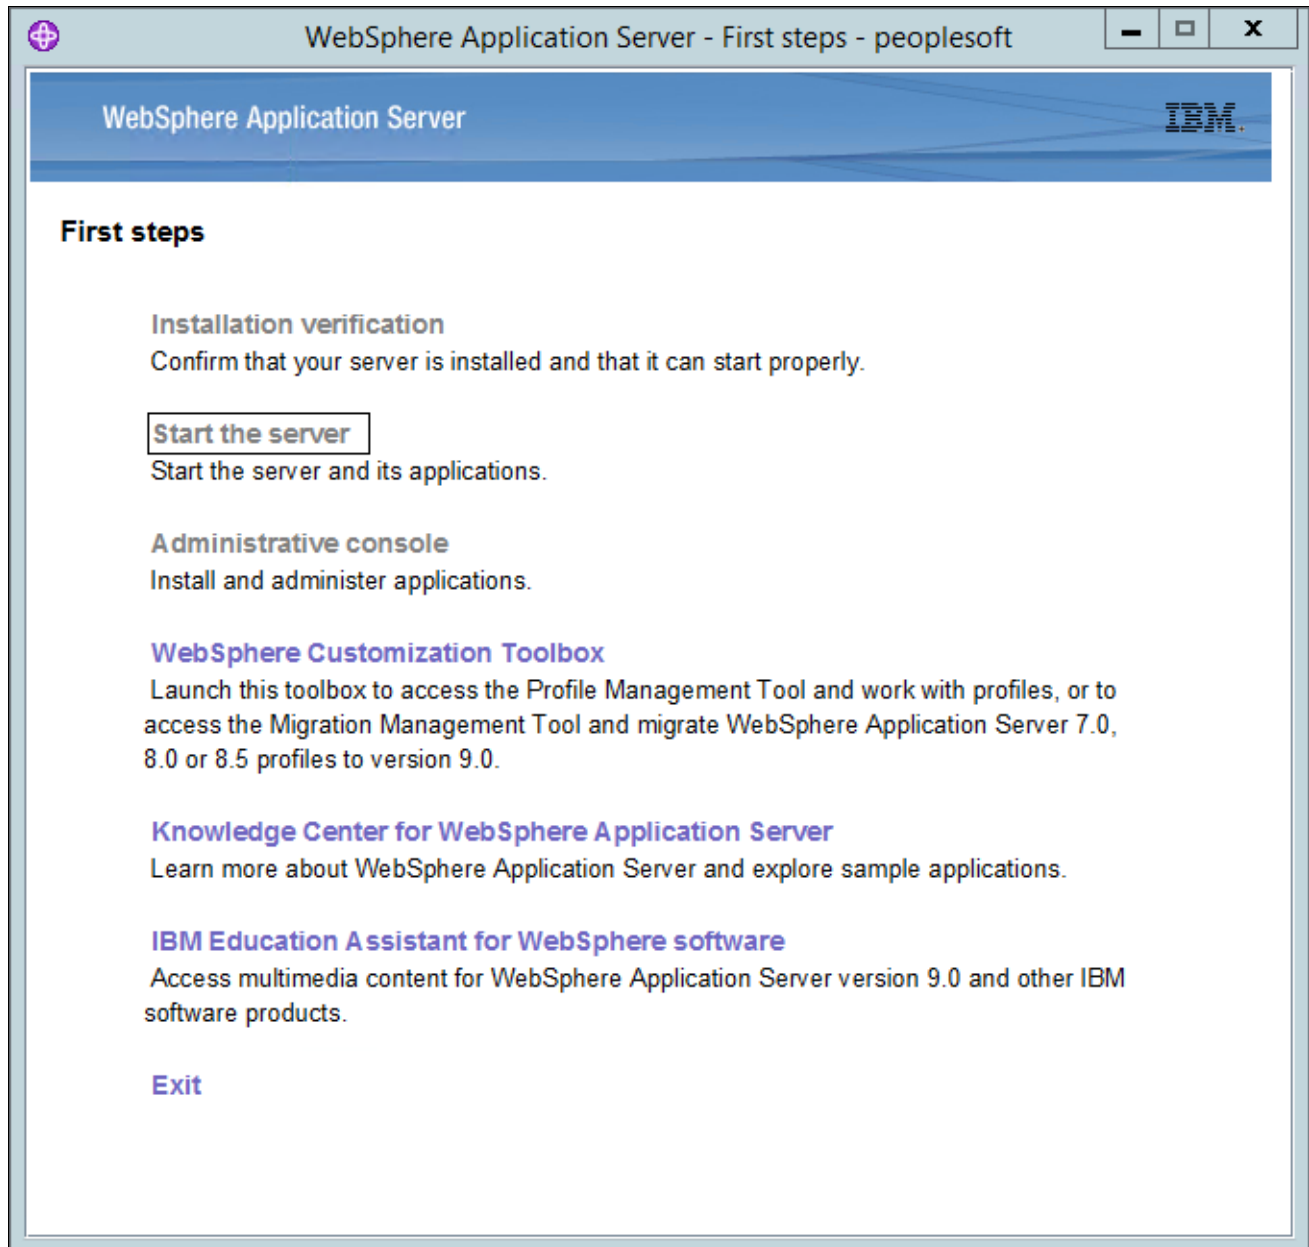 WebSphere Application Server - First steps - peoplesoft
WebSphere Application Server
IBM.
First steps
Installation verification
Confirm that your server is installed and that it can start properly.
Start the server
Start the server and its applications.
Administrative console
Install and administer applications.
WebSphere Customization Toolbox
Launch this toolbox to access the Profile Management Tool and work with profiles, or to
access the Migration Management Tool and migrate WebSphere Application Server 7.0,
8.0 or 8.5 profiles to version 9.0.
Knowledge Center for WebSphere Application Server
Learn more about WebSphere Application Server and explore sample applications.
IBM Education Assistant for WebSphere software
Access multimedia content for WebSphere Application Server version 9.0 and other IBM
software products.
Exit